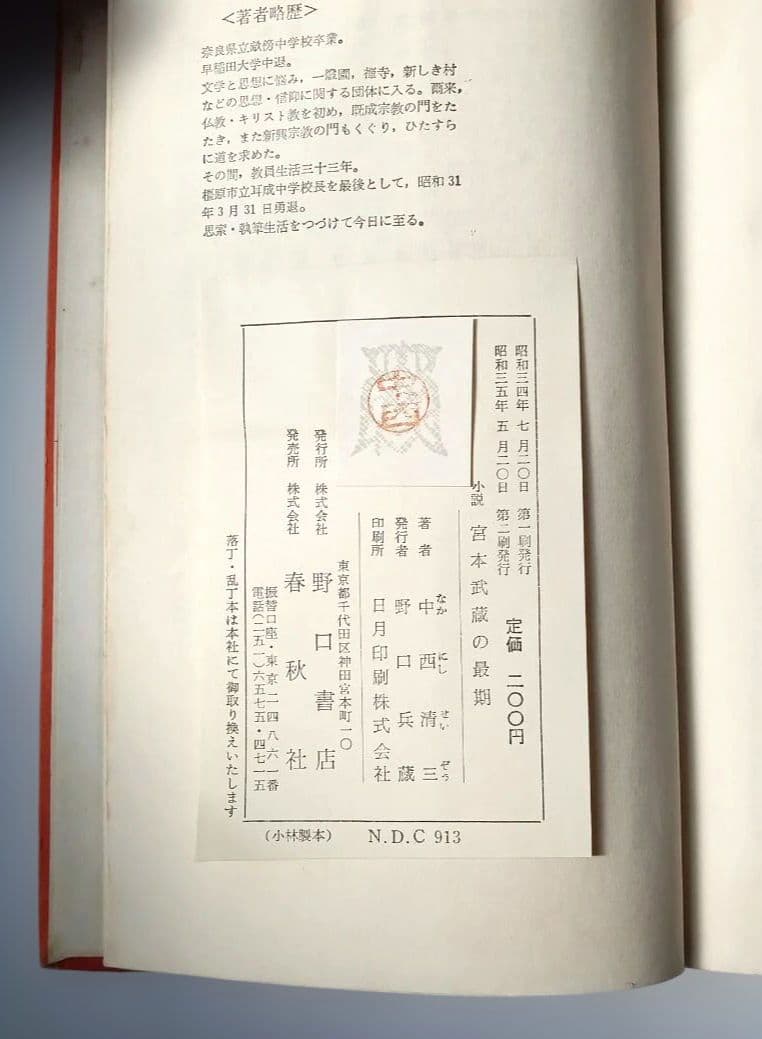 <著者略歴>
奈良県立畝傍中学校卒業。
早稲田大学中退。
文学と思想に悩み，一燈園，禅寺，新しき村
などの思想・信仰に関する団体に入る。爾来，
仏教・キリスト教を初め，既成宗教の門をた
たき，また新興宗教の門もくぐり，ひたすら
に道を求めた。
その間，教員生活三十三年。
橿原市立耳成中学校長を最後として，昭和31
年3月31日勇退。
思索・執筆生活をつづけて今日に至る。
昭和三四年 七 月二〇日 第一刷発行
昭和三五年 五 月二〇日 第二刷発行
定価 二〇〇円
小説 宮本武蔵の最期
著者 中西清三
なか にし せい ぞう
発行者 野口兵蔵
印刷所 日月印刷株式会社
東京都千代田区神田宮本町一〇
発行所 株式会社 野口書店
発売所 株式会社 春秋社
振替口座・東京二四八六一番
電話(二五一)六五七五・四七一五
落丁・乱丁本は本社にて御取り換えいたします
中西
(小林製本) N.D.C 913